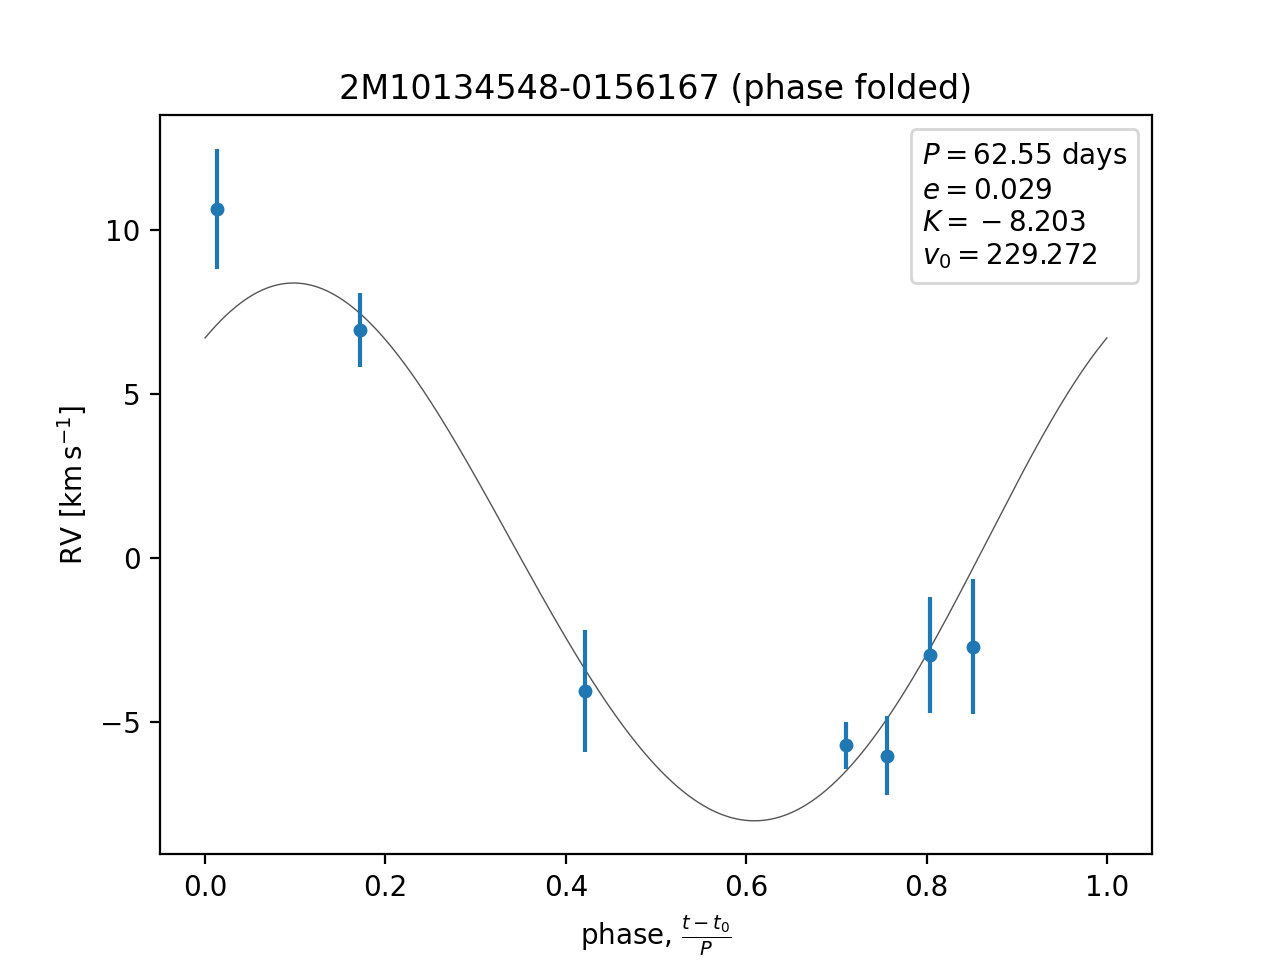 2M10134548-0156167 (phase folded)
P = 62.55 days
e = 0.029
K = −8.203
v₀ = 229.272
RV [km s⁻¹]
10
5
0
−5
0.0 0.2 0.4 0.6 0.8 1.0
phase, (t − t₀)/P